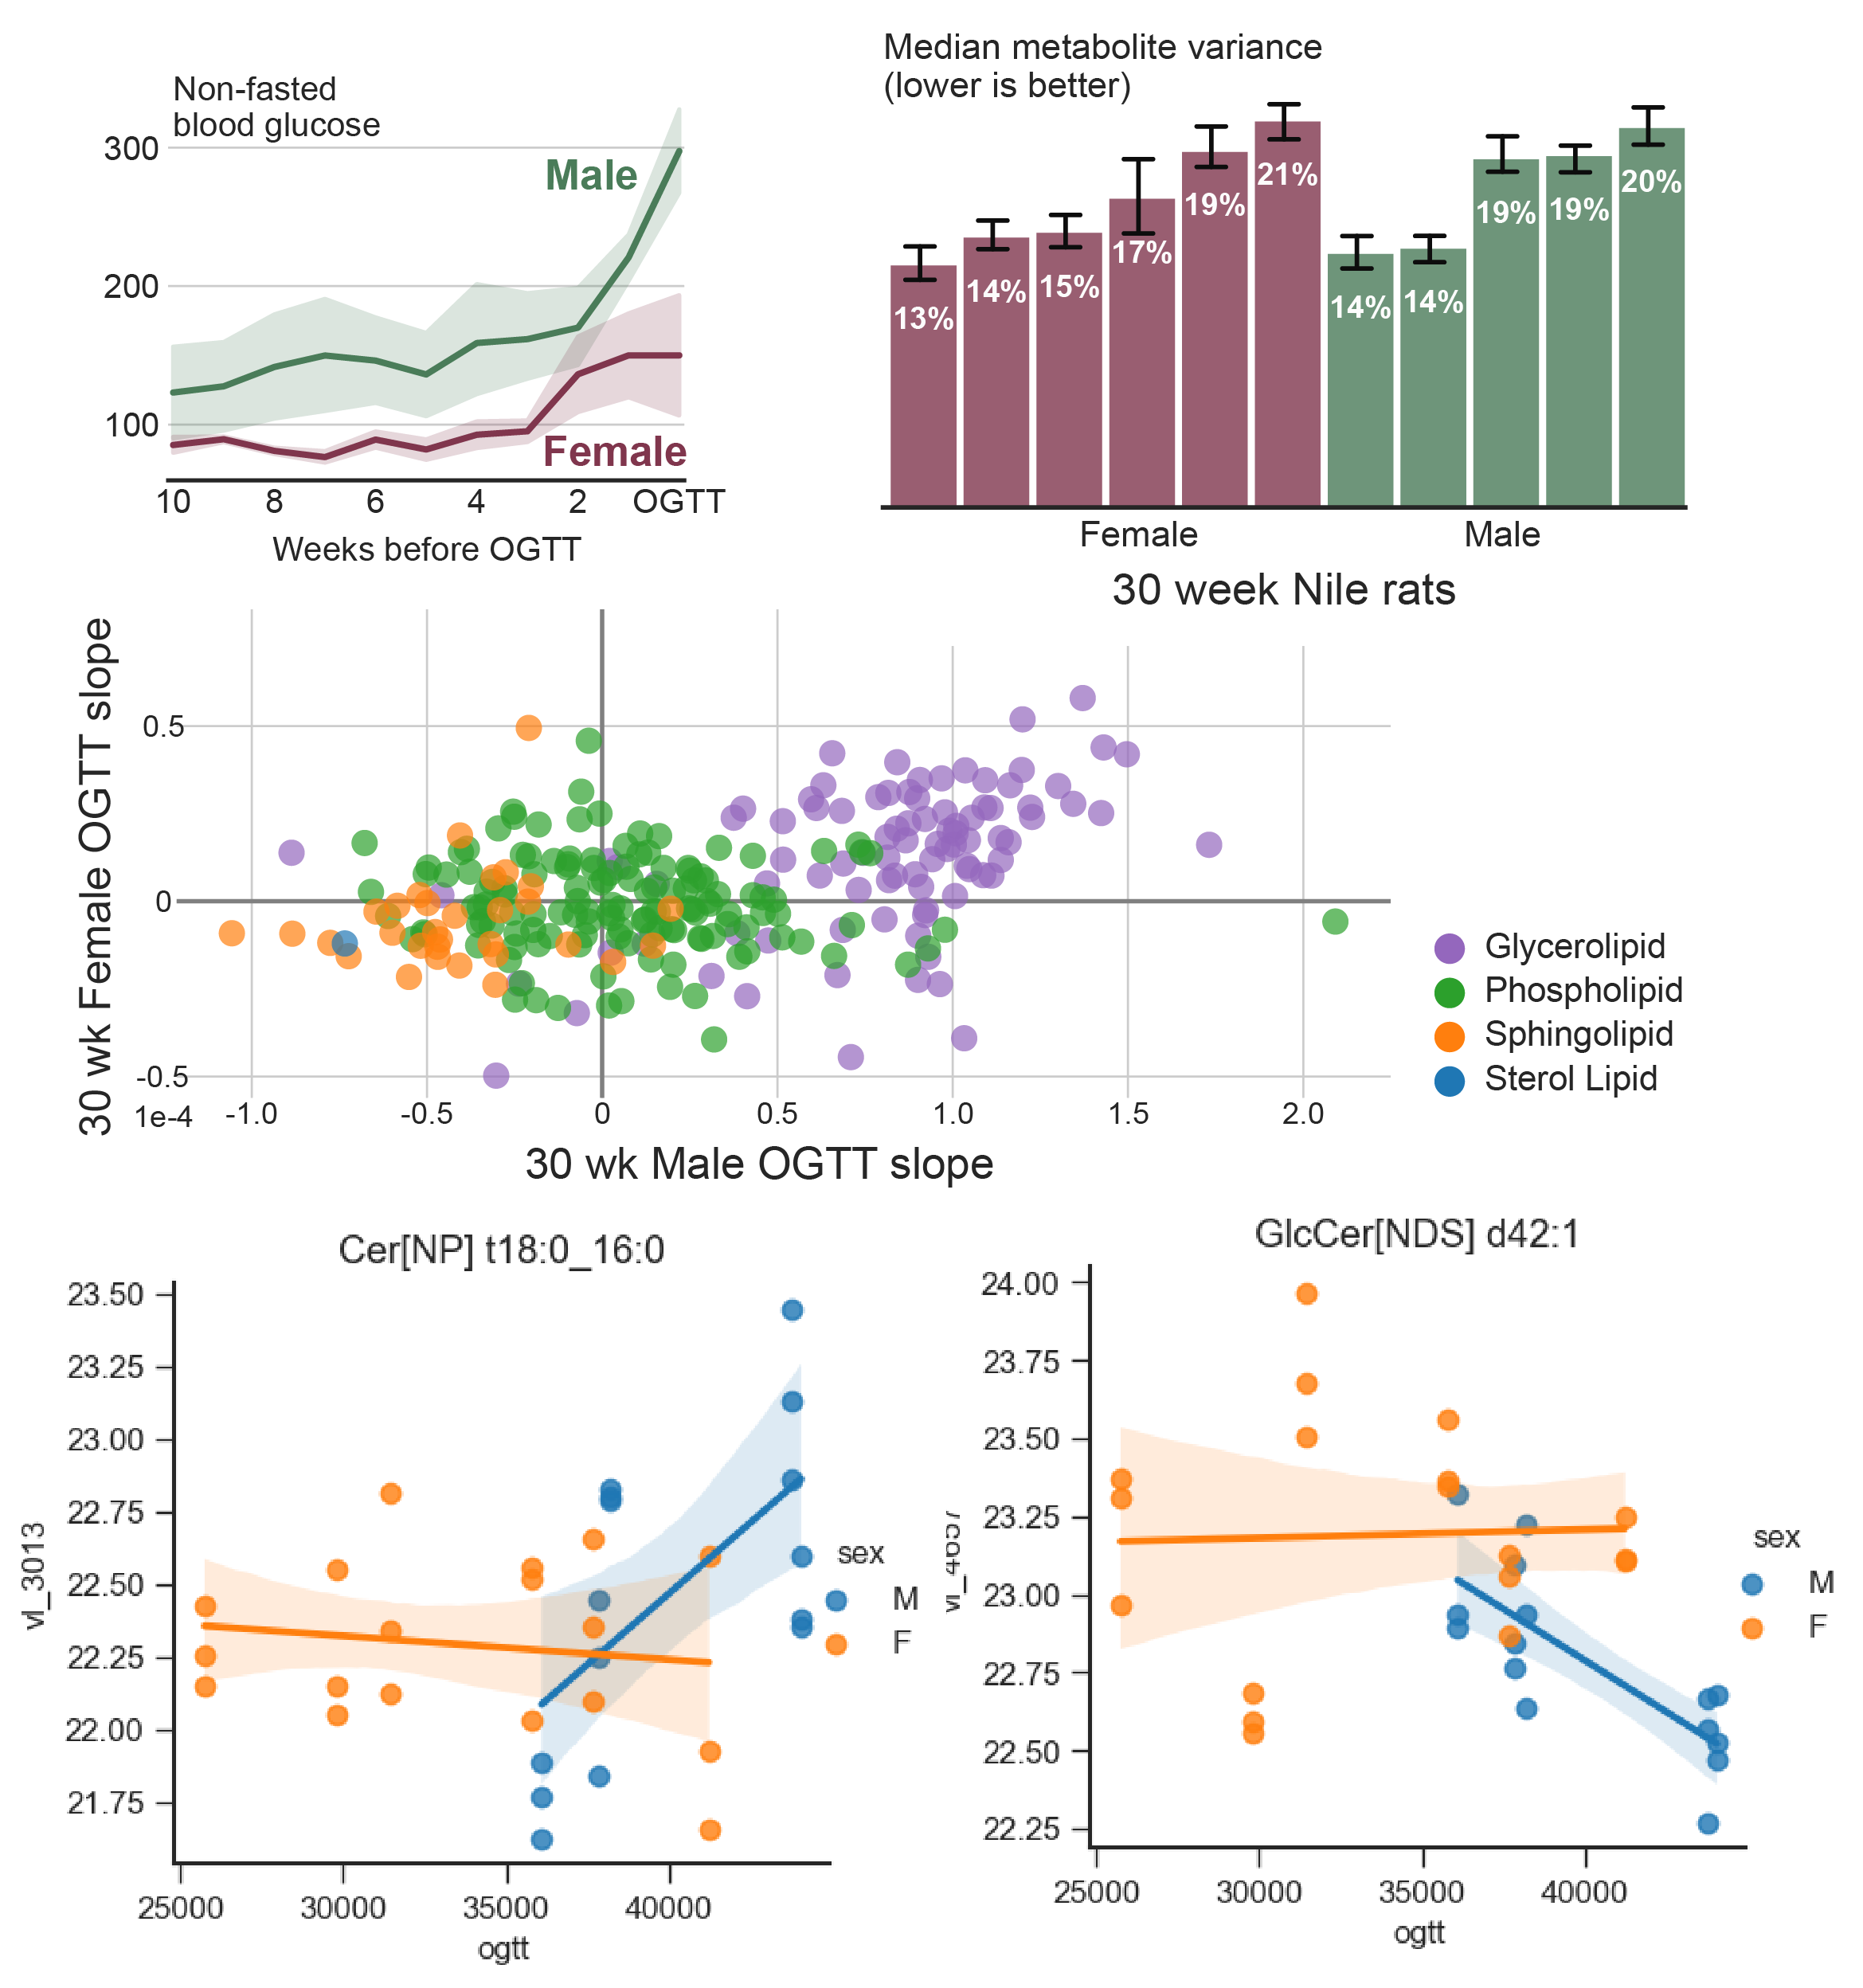 Non-fasted
blood glucose
300
200
100
Male
Female
10
8
6
4
2
OGTT
Weeks before OGTT
Median metabolite variance
(lower is better)
13%
14%
15%
17%
19%
21%
14%
14%
19%
19%
20%
Female
Male
30 week Nile rats
30 wk Female OGTT slope
0.5
0
-0.5
1e-4
-1.0
-0.5
0
0.5
1.0
1.5
2.0
30 wk Male OGTT slope
Glycerolipid
Phospholipid
Sphingolipid
Sterol Lipid
Cer[NP] t18:0_16:0
vl_3013
23.50
23.25
23.00
22.75
22.50
22.25
22.00
21.75
25000
30000
35000
40000
ogtt
sex
M
F
GlcCer[NDS] d42:1
24.00
23.75
23.50
23.25
23.00
22.75
22.50
22.25
25000
30000
35000
40000
ogtt
sex
M
F